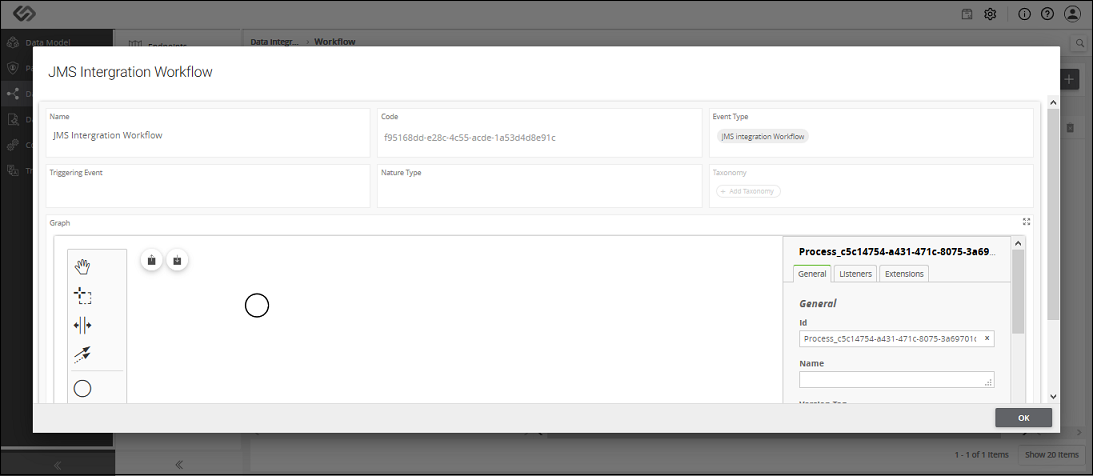 Data Model
Endpoints
Data Integr... Workflow
JMS Intergration Workflow
Name
JMS Intergration Workflow
Code
f95168dd-e28c-4c55-acde-1a53d4d8e91c
Event Type
JMS integration Workflow
Triggering Event
Nature Type
Taxonomy
+ Add Taxonomy
Graph
Process_c5c14754-a431-471c-8075-3a69...
General
Listeners
Extensions
General
Id
Process_c5c14754-a431-471c-8075-3a69701c
Name
OK
1 - 1 of 1 Items
Show 20 Items